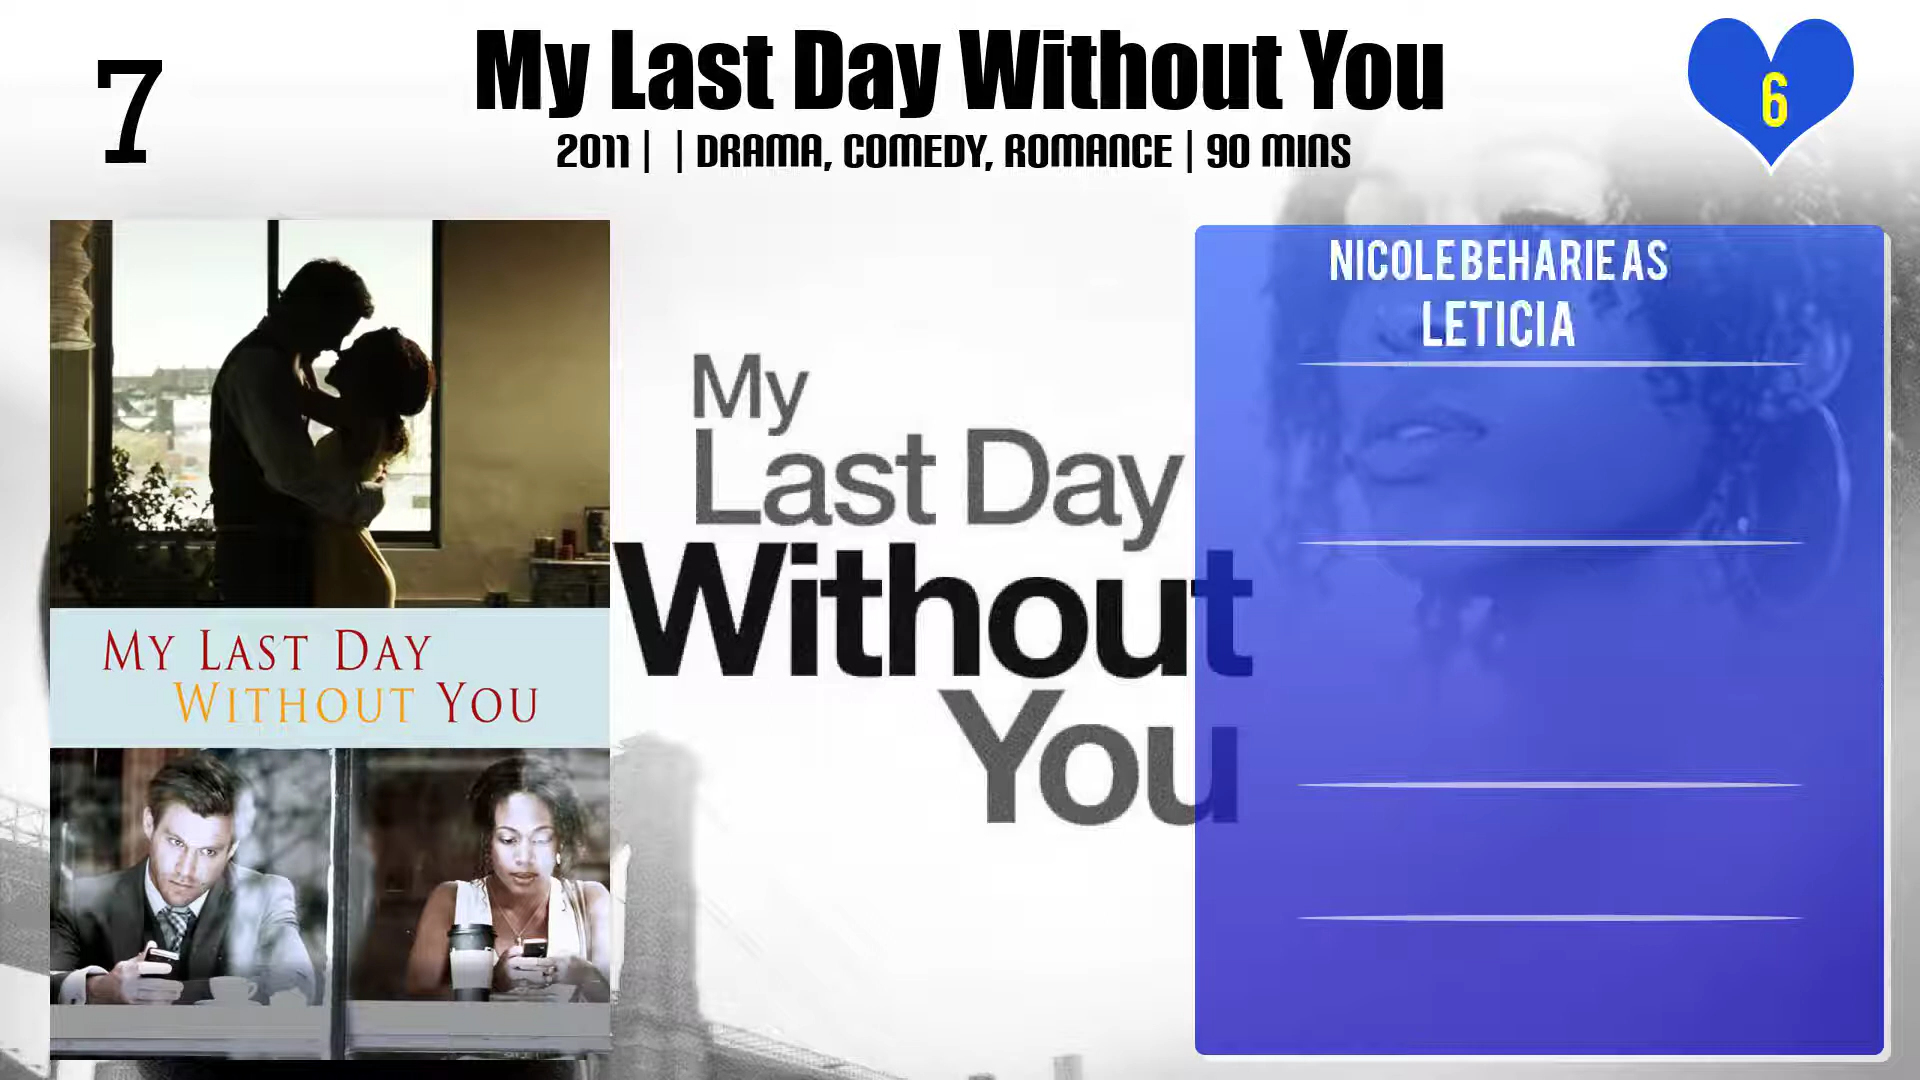 7
My Last Day Without You
6
2011 | | DRAMA, COMEDY, ROMANCE | 90 MINS
NICOLE BEHARIE AS
LETICIA
My
Last Day
Without
You
MY LAST DAY
WITHOUT YOU